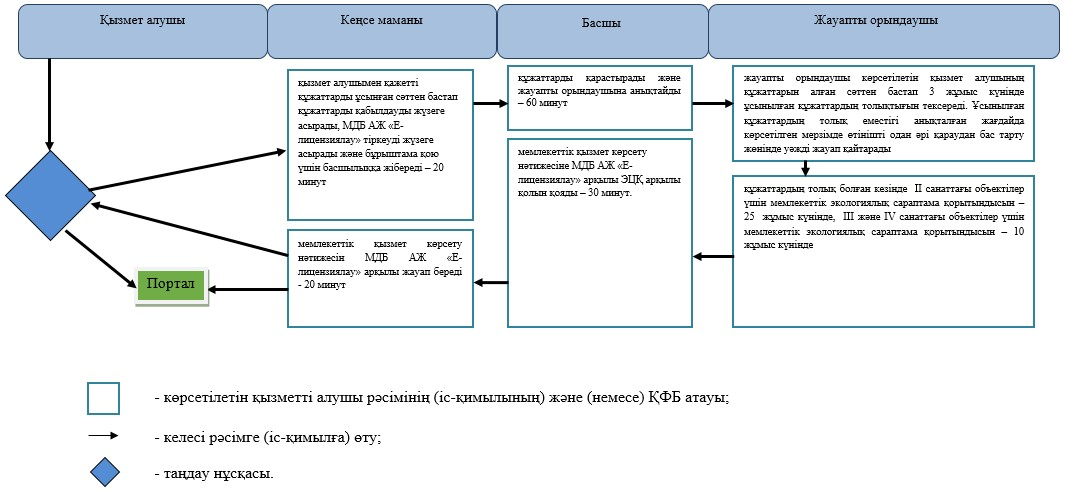 Қызмет алушы
Кеңсе маманы
Басшы
Жауапты орындаушы
қызмет алушымен қажетті
құжаттарды ұсынған сәттен бастап
құжаттарды қабылдауды жүзеге
асырады, МДБ АЖ «Е-
лицензиялау» тіркеуді жүзеге
асырады және бұрыштама қою
үшін басшылыққа жібереді – 20
минут
құжаттарды қарастырады және
жауапты орындаушына анықтайды
– 60 минут
жауапты орындаушы көрсетілетін қызмет алушының
құжаттарын алған сәттен бастап 3 жұмыс күнінде
ұсынылған құжаттардың толықтығын тексереді. Ұсынылған
құжаттардың толық еместігі анықталған жағдайда
көрсетілген мерзімде өтінішті одан әрі қараудан бас тарту
жөнінде уәжді жауап қайтарады
құжаттардың толық болған кезінде II санаттағы объектілер
үшін мемлекеттік экологиялық сараптама қорытындысын –
25 жұмыс күнінде, III және IV санаттағы объектілер үшін
мемлекеттік экологиялық сараптама қорытындысын – 10
жұмыс күнінде
мемлекеттік қызмет көрсету
нәтижесіне МДБ АЖ «Е-
лицензиялау» арқылы ЭЦҚ арқылы
қолын қояды – 30 минут.
мемлекеттік қызмет көрсету
нәтижесін МДБ АЖ «Е-
лицензиялау» арқылы жауап береді
- 20 минут
Портал
- көрсетілетін қызметті алушы рәсімінің (іс-қимылының) және (немесе) ҚФБ атауы;
- келесі рәсімге (іс-қимылға) өту;
- таңдау нұсқасы.